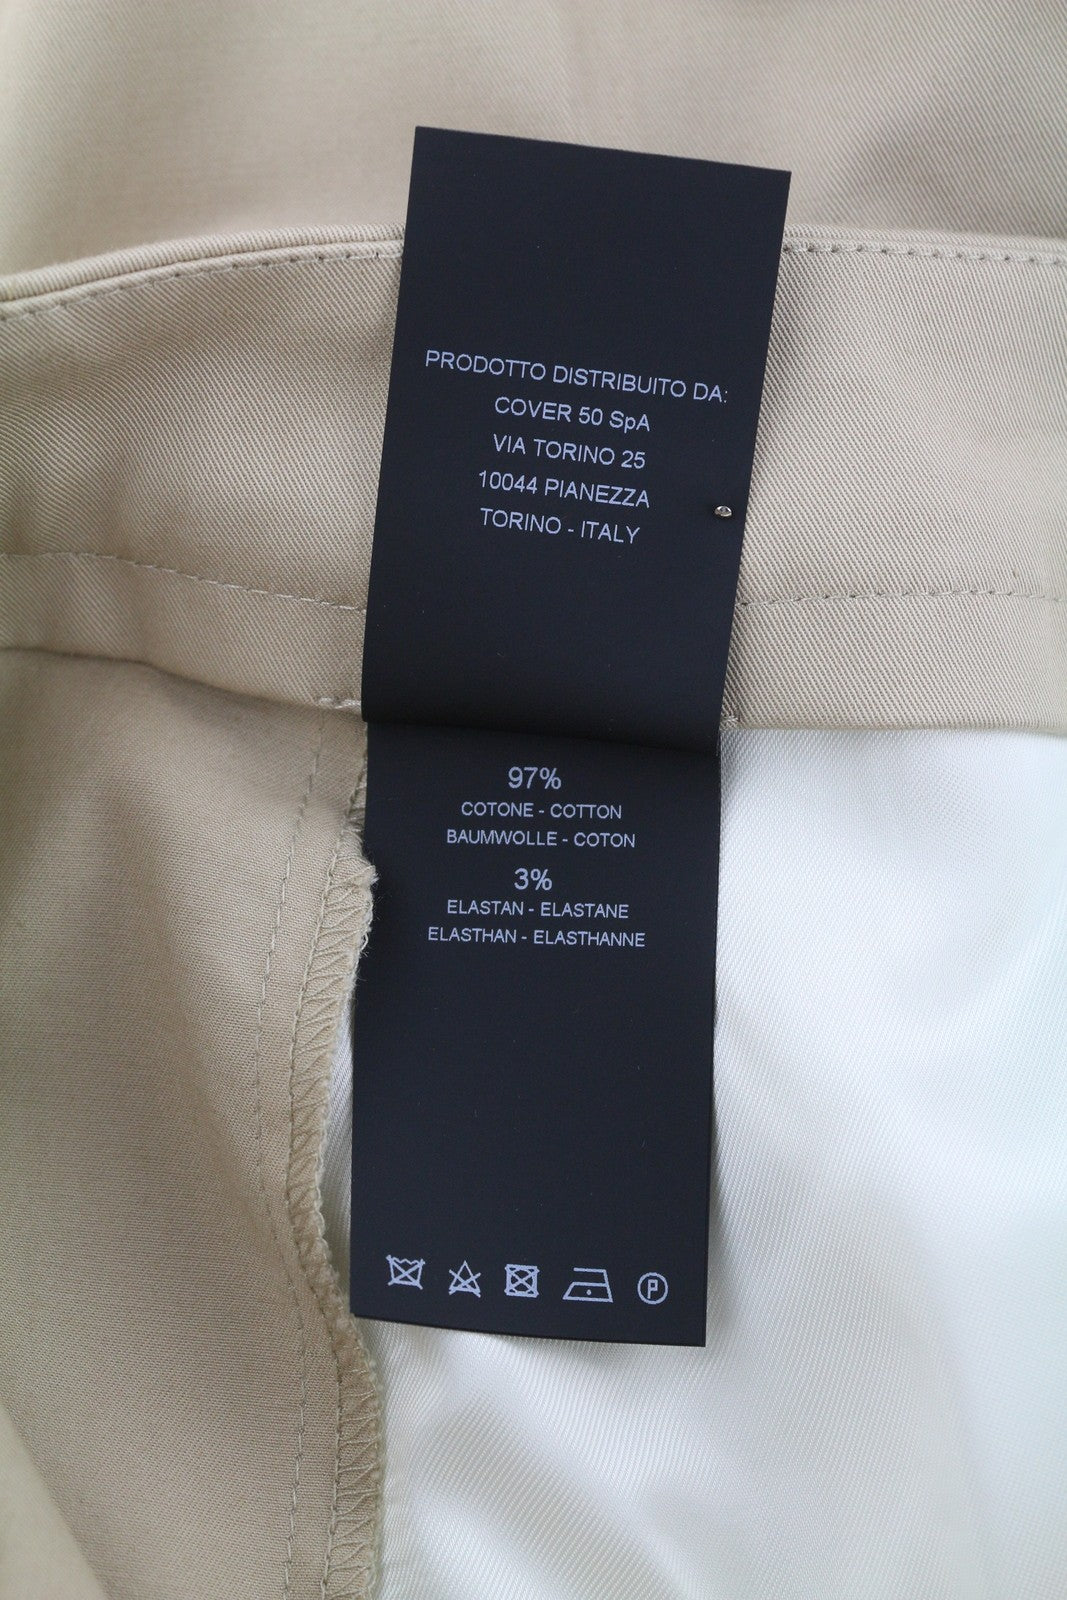 PRODOTTO DISTRIBUITO DA:
COVER 50 SpA
VIA TORINO 25
10044 PIANEZZA
TORINO - ITALY
97%
COTONE - COTTON
BAUMWOLLE - COTON
3%
ELASTAN - ELASTANE
ELASTHAN - ELASTHANNE
P